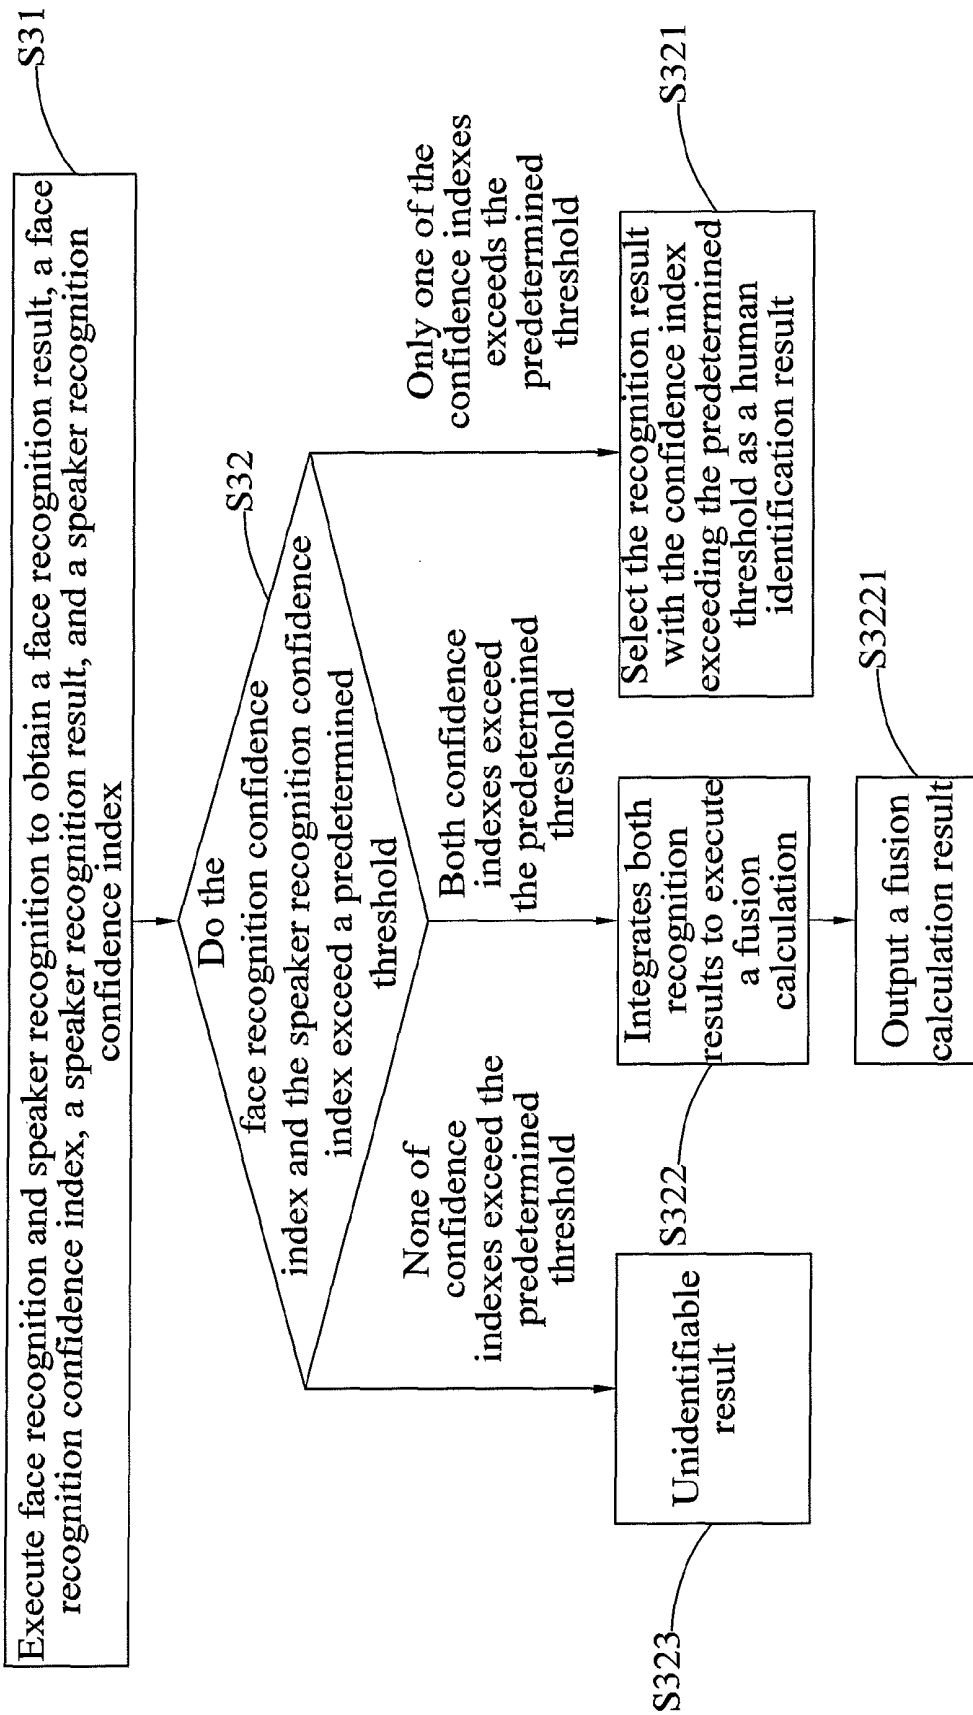 S31
Execute face recognition and speaker recognition to obtain a face recognition result, a face
recognition confidence index, a speaker recognition result, and a speaker recognition
confidence index
S32
Do the
face recognition confidence
index and the speaker recognition confidence
index exceed a predetermined
threshold
None of
confidence
indexes exceed the
predetermined
threshold
Both confidence
indexes exceed
the predetermined
threshold
Only one of the
confidence indexes
exceeds the
predetermined
threshold
S323
Unidentifiable
result
S322
Integrates both
recognition
results to execute
a fusion
calculation
S321
Select the recognition result
with the confidence index
exceeding the predetermined
threshold as a human
identification result
S3221
Output a fusion
calculation result